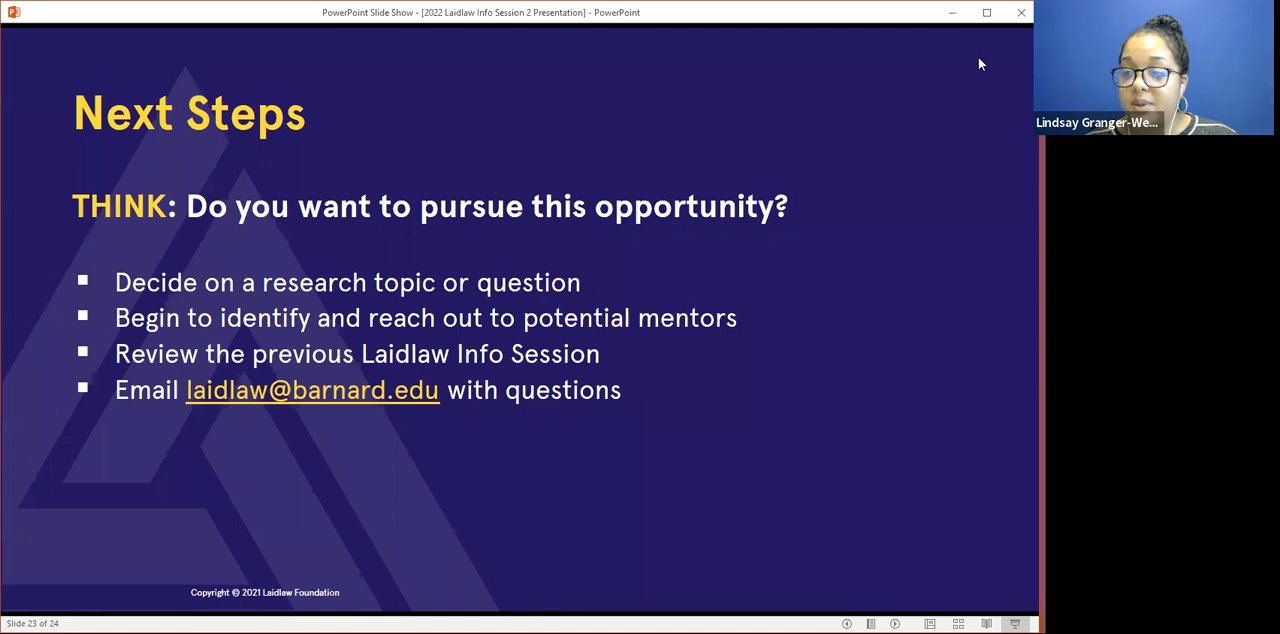 PowerPoint Slide Show - [2022 Laidlaw Info Session 2 Presentation] - PowerPoint
Next Steps
THINK: Do you want to pursue this opportunity?
Decide on a research topic or question
Begin to identify and reach out to potential mentors
Review the previous Laidlaw Info Session
Email laidlaw@barnard.edu with questions
Copyright © 2021 Laidlaw Foundation
Slide 23 of 24
Lindsay Granger-We...